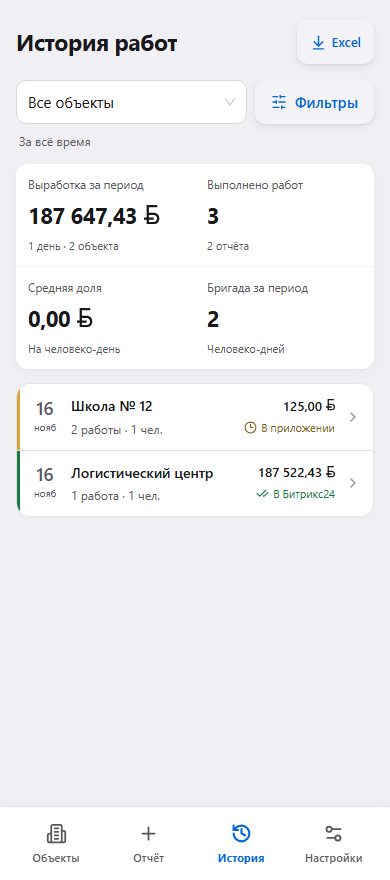 История работ
Excel
Все объекты
Фильтры
За всё время
Выработка за период
Выполнено работ
187 647,43 Ƃ
3
1 день · 2 объекта
2 отчёта
Средняя доля
Бригада за период
0,00 Ƃ
2
На человеко-день
Человеко-дней
16
Школа № 12
125,00 Ƃ
нояб
2 работы · 1 чел.
В приложении
16
Логистический центр
187 522,43 Ƃ
нояб
1 работа · 1 чел.
В Битрикс24
Объекты
Отчёт
История
Настройки